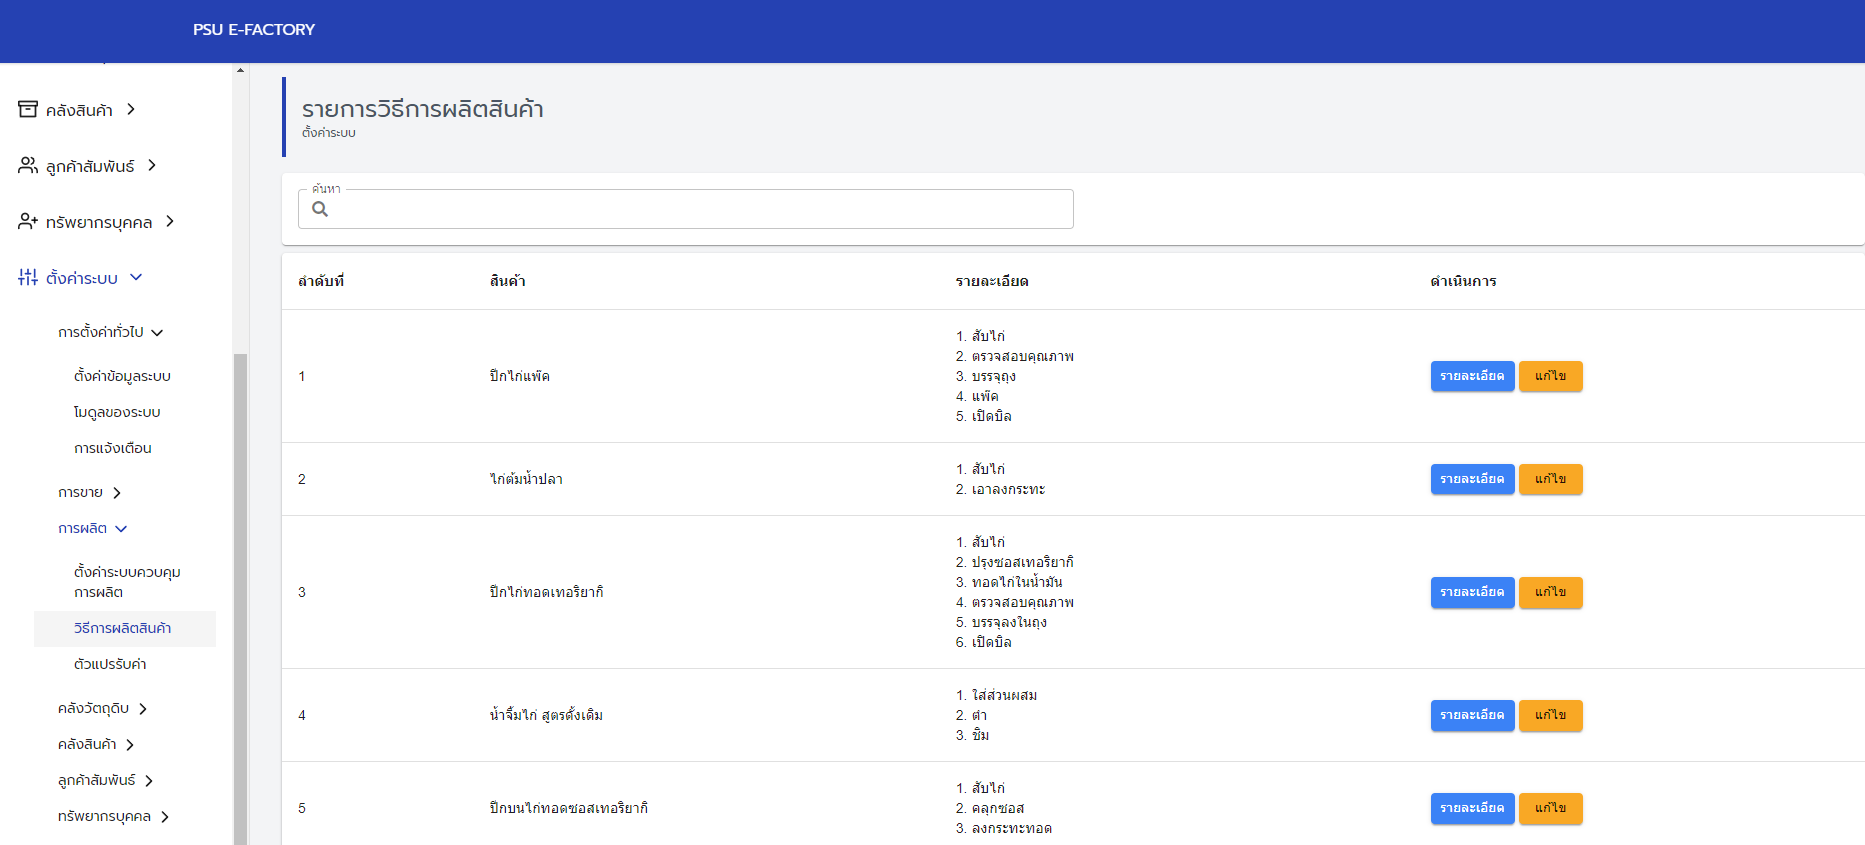 PSU E-FACTORY
คลังสินค้า
ลูกค้าสัมพันธ์
ทรัพยากรบุคคล
ตั้งค่าระบบ
การตั้งค่าทั่วไป
ตั้งค่าข้อมูลระบบ
โมดูลของระบบ
การแจ้งเตือน
การขาย
การผลิต
ตั้งค่าระบบควบคุม
การผลิต
วิธีการผลิตสินค้า
ตัวแปรรับค่า
คลังวัตถุดิบ
คลังสินค้า
ลูกค้าสัมพันธ์
ทรัพยากรบุคคล
รายการวิธีการผลิตสินค้า
ตั้งค่าระบบ
ค้นหา
ลำดับที่ สินค้า รายละเอียด ดำเนินการ
1 ปีกไก่แพ๊ค
1. สับไก่
2. ตรวจสอบคุณภาพ
3. บรรจุถุง
4. แพ๊ค
5. เปิดบิล
รายละเอียด แก้ไข
2 ไก่ต้มน้ำปลา
1. สับไก่
2. เอาลงกระทะ
รายละเอียด แก้ไข
3 ปีกไก่ทอดเทอริยากิ
1. สับไก่
2. ปรุงซอสเทอริยากิ
3. ทอดไก่ในน้ำมัน
4. ตรวจสอบคุณภาพ
5. บรรจุลงในถุง
6. เปิดบิล
รายละเอียด แก้ไข
4 น้ำจิ้มไก่ สูตรดั้งเดิม
1. ใส่ส่วนผสม
2. ตำ
3. ชิม
รายละเอียด แก้ไข
5 ปีกบนไก่ทอดซอสเทอริยากิ
1. สับไก่
2. คลุกซอส
3. ลงกระทะทอด
รายละเอียด แก้ไข